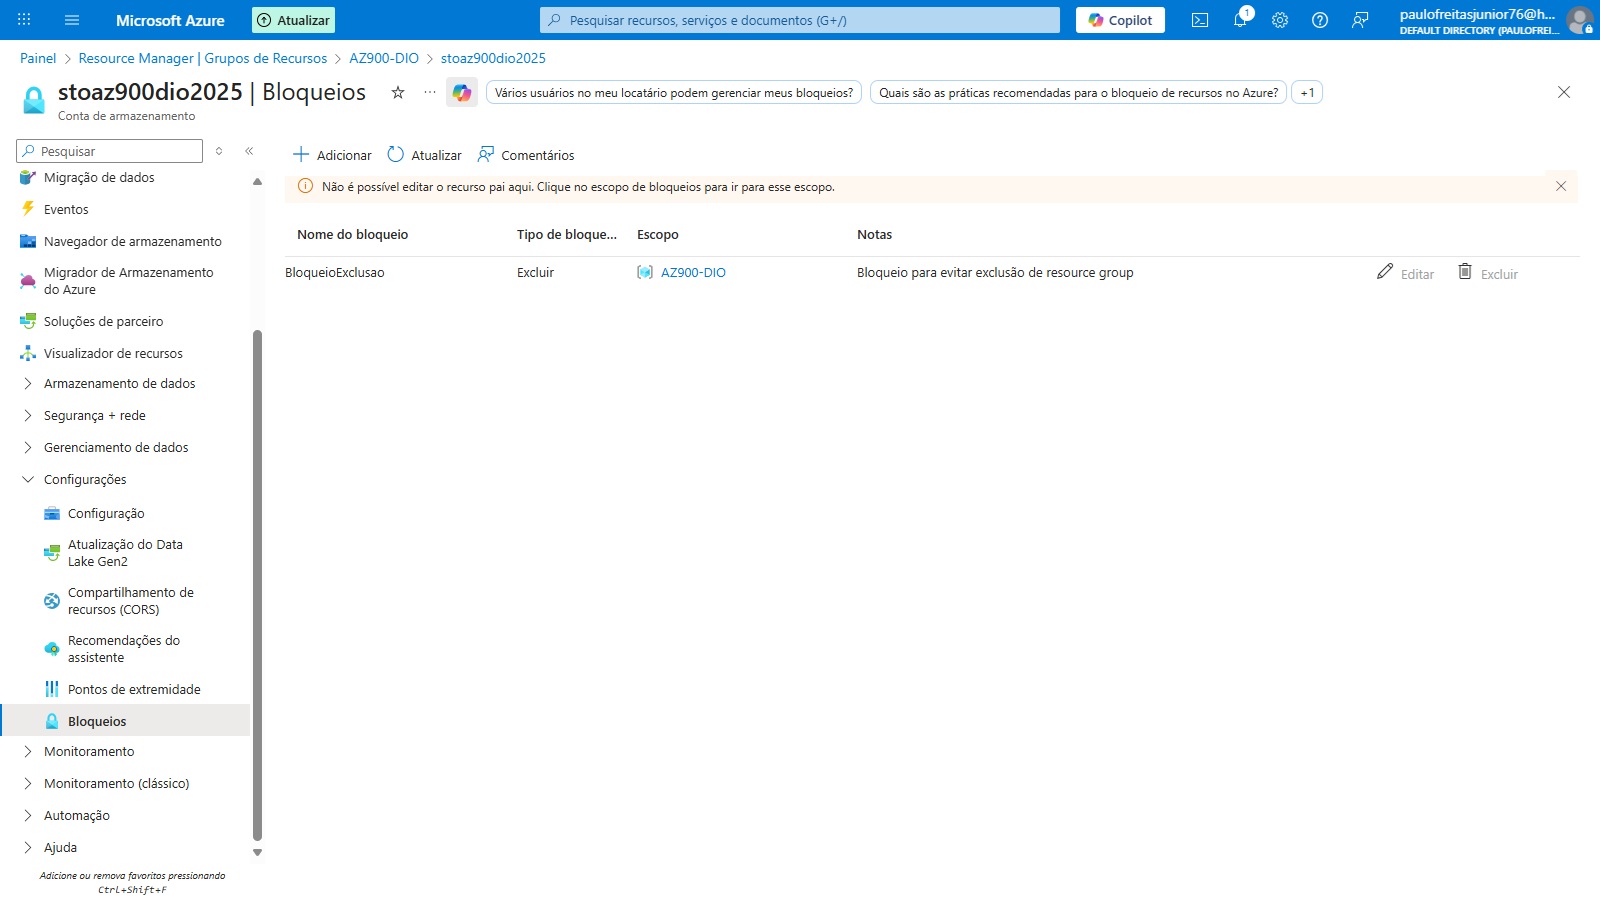 Microsoft Azure
Atualizar
Pesquisar recursos, serviços e documentos (G+/)
Copilot
1
paulofreitasjunior76@h...
DEFAULT DIRECTORY (PAULOFREI...
Painel > Resource Manager | Grupos de Recursos > AZ900-DIO > stoaz900dio2025
stoaz900dio2025 | Bloqueios
Conta de armazenamento
Vários usuários no meu locatário podem gerenciar meus bloqueios?
Quais são as práticas recomendadas para o bloqueio de recursos no Azure?
+1
Pesquisar
Migração de dados
Eventos
Navegador de armazenamento
Migrador de Armazenamento
do Azure
Soluções de parceiro
Visualizador de recursos
Armazenamento de dados
Segurança + rede
Gerenciamento de dados
Configurações
Configuração
Atualização do Data
Lake Gen2
Compartilhamento de
recursos (CORS)
Recomendações do
assistente
Pontos de extremidade
Bloqueios
Monitoramento
Monitoramento (clássico)
Automação
Ajuda
Adicione ou remova favoritos pressionando
Ctrl+Shift+F
Adicionar
Atualizar
Comentários
Não é possível editar o recurso pai aqui. Clique no escopo de bloqueios para ir para esse escopo.
Nome do bloqueio
Tipo de bloque...
Escopo
Notas
BloqueioExclusao
Excluir
AZ900-DIO
Bloqueio para evitar exclusão de resource group
Editar
Excluir